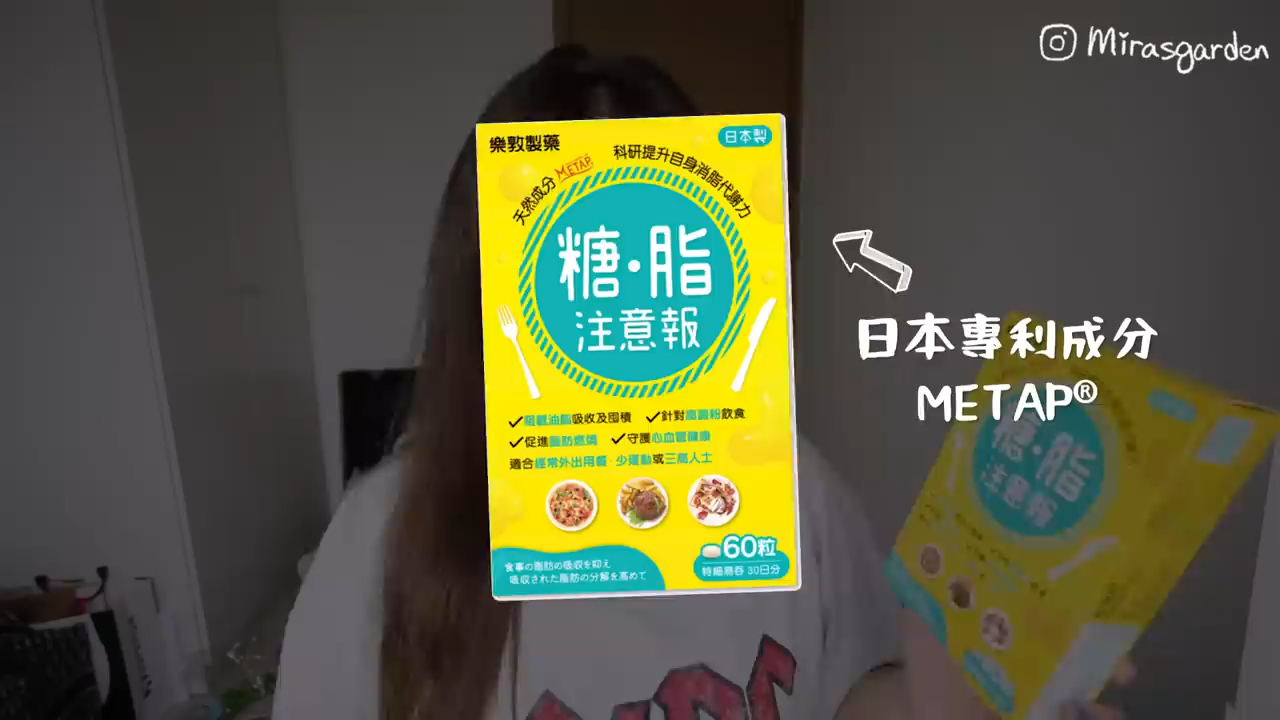 Mirasgarden
樂敦製藥
日本製
天然成分 METAP
科研提升自身消脂代謝力
糖・脂
注意報
✓阻截油脂吸收及囤積 ✓針對高澱粉飲食
✓促進脂肪燃燒 ✓守護心血管健康
適合經常外出用餐·少運動或三高人士
60粒
特細易吞 30日分
食事の脂肪の吸収を抑え
吸収された脂肪の分解を高めて
日本專利成分
METAP®
糖・脂
注意報